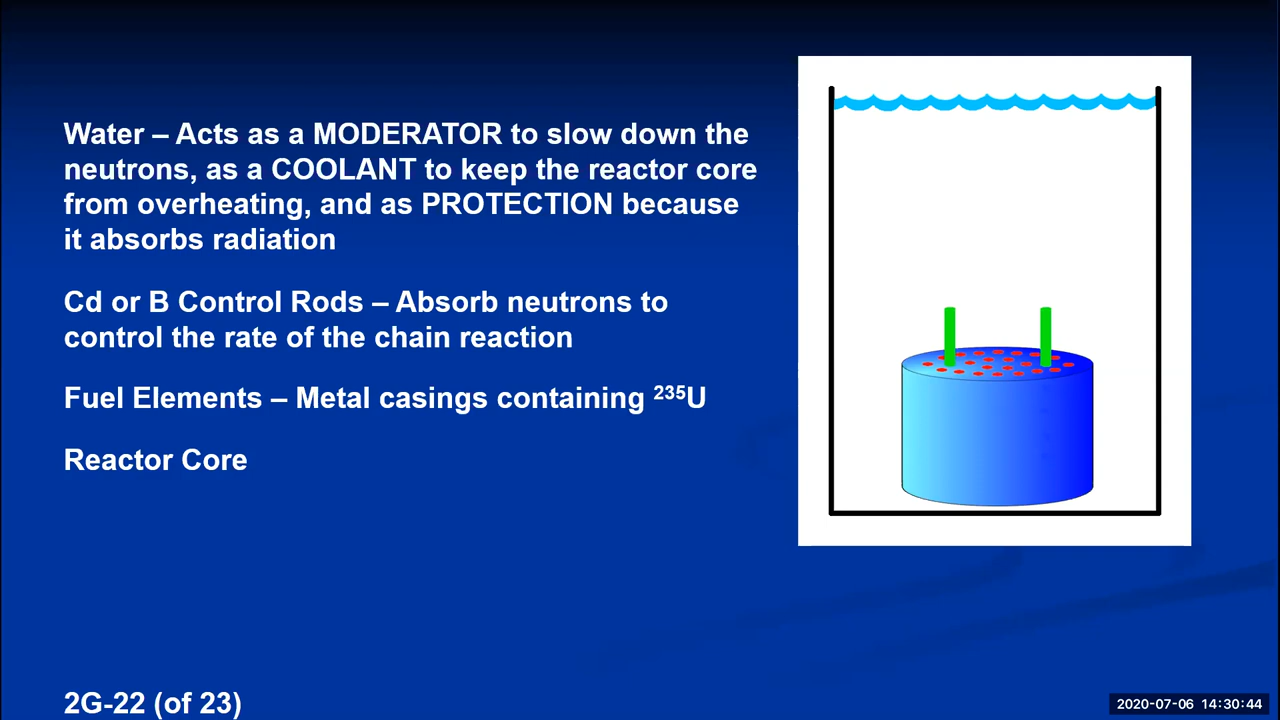 Water – Acts as a MODERATOR to slow down the
neutrons, as a COOLANT to keep the reactor core
from overheating, and as PROTECTION because
it absorbs radiation
Cd or B Control Rods – Absorb neutrons to
control the rate of the chain reaction
Fuel Elements – Metal casings containing ²³⁵U
Reactor Core
2G-22 (of 23)
2020-07-06 14:30:44